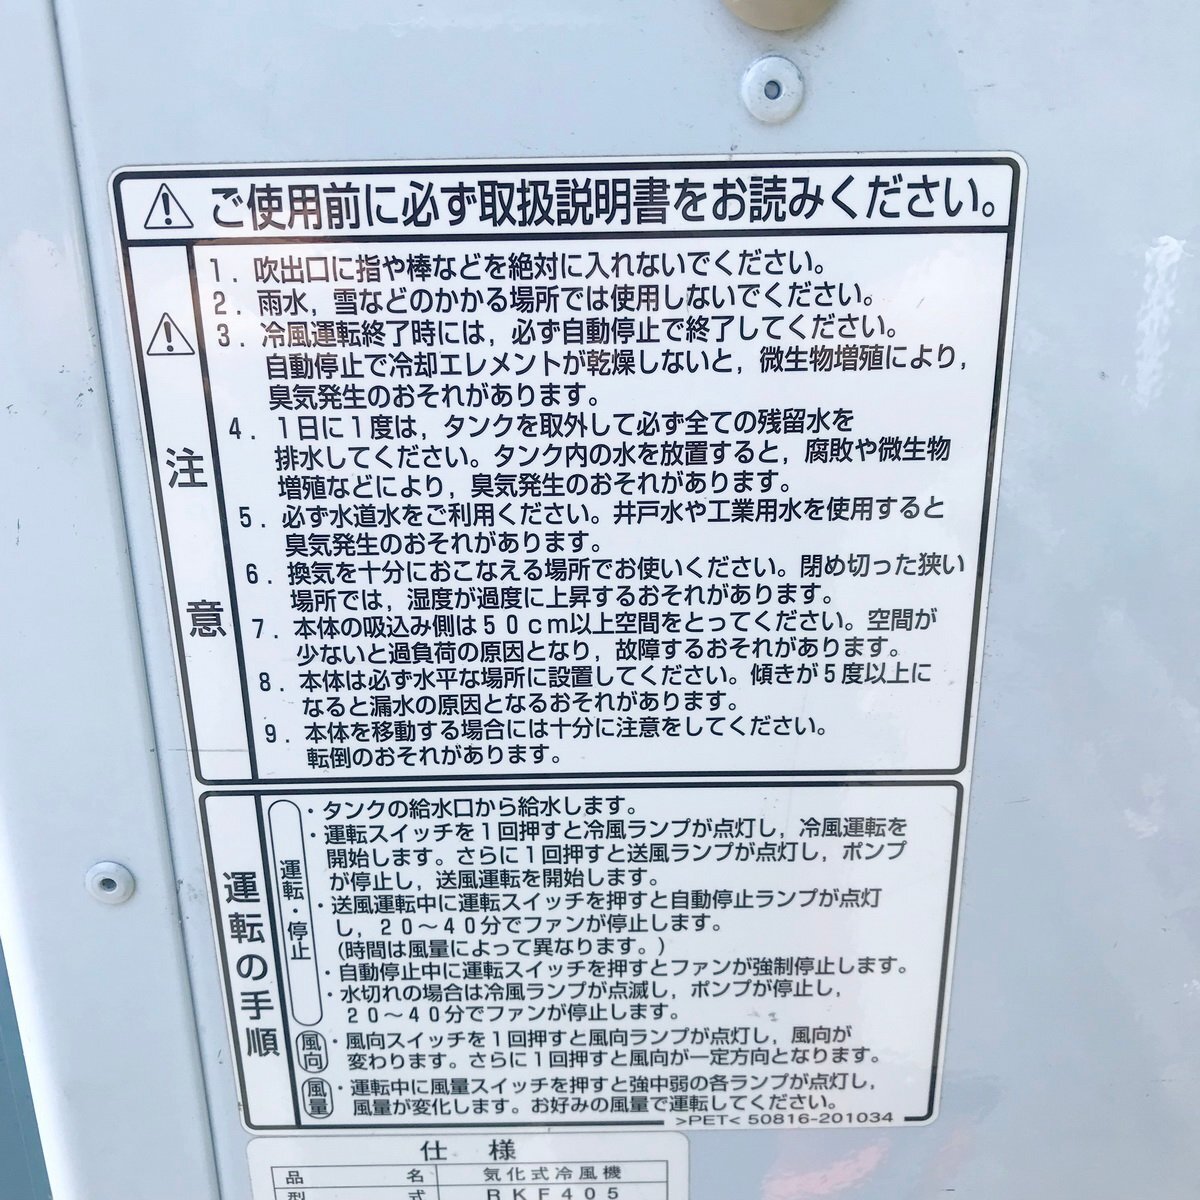 ご使用前に必ず取扱説明書をお読みください。
注意
1. 吹出口に指や棒などを絶対に入れないでください。
2. 雨水，雪などのかかる場所では使用しないでください。
3. 冷風運転終了時には，必ず自動停止で終了してください。
自動停止で冷却エレメントが乾燥しないと，微生物増殖により，
臭気発生のおそれがあります。
4. 1日に1度は，タンクを取外して必ず全ての残留水を
排水してください。タンク内の水を放置すると，腐敗や微生物
増殖などにより，臭気発生のおそれがあります。
5. 必ず水道水をご利用ください。井戸水や工業用水を使用すると
臭気発生のおそれがあります。
6. 換気を十分におこなえる場所でお使いください。閉め切った狭い
場所では，湿度が過度に上昇するおそれがあります。
7. 本体の吸込み側は50cm以上空間をとってください。空間が
少ないと過負荷の原因となり，故障するおそれがあります。
8. 本体は必ず水平な場所に設置してください。傾きが5度以上に
なると漏水の原因となるおそれがあります。
9. 本体を移動する場合には十分に注意をしてください。
転倒のおそれがあります。
運転の手順
運転・停止
・タンクの給水口から給水します。
・運転スイッチを1回押すと冷風ランプが点灯し，冷風運転を
開始します。さらに1回押すと送風ランプが点灯し，ポンプ
が停止し，送風運転を開始します。
・送風運転中に運転スイッチを押すと自動停止ランプが点灯
し，20～40分でファンが停止します。
(時間は風量によって異なります。)
・自動停止中に運転スイッチを押すとファンが強制停止します。
・水切れの場合は冷風ランプが点滅し，ポンプが停止し，
20～40分でファンが停止します。
風向
・風向スイッチを1回押すと風向ランプが点灯し，風向が
変わります。さらに1回押すと風向が一定方向となります。
風量
・運転中に風量スイッチを押すと強中弱の各ランプが点灯し，
風量が変化します。お好みの風量で運転してください。
>PET< 50816-201034
仕様
品名 気化式冷風機
型式 RKF405